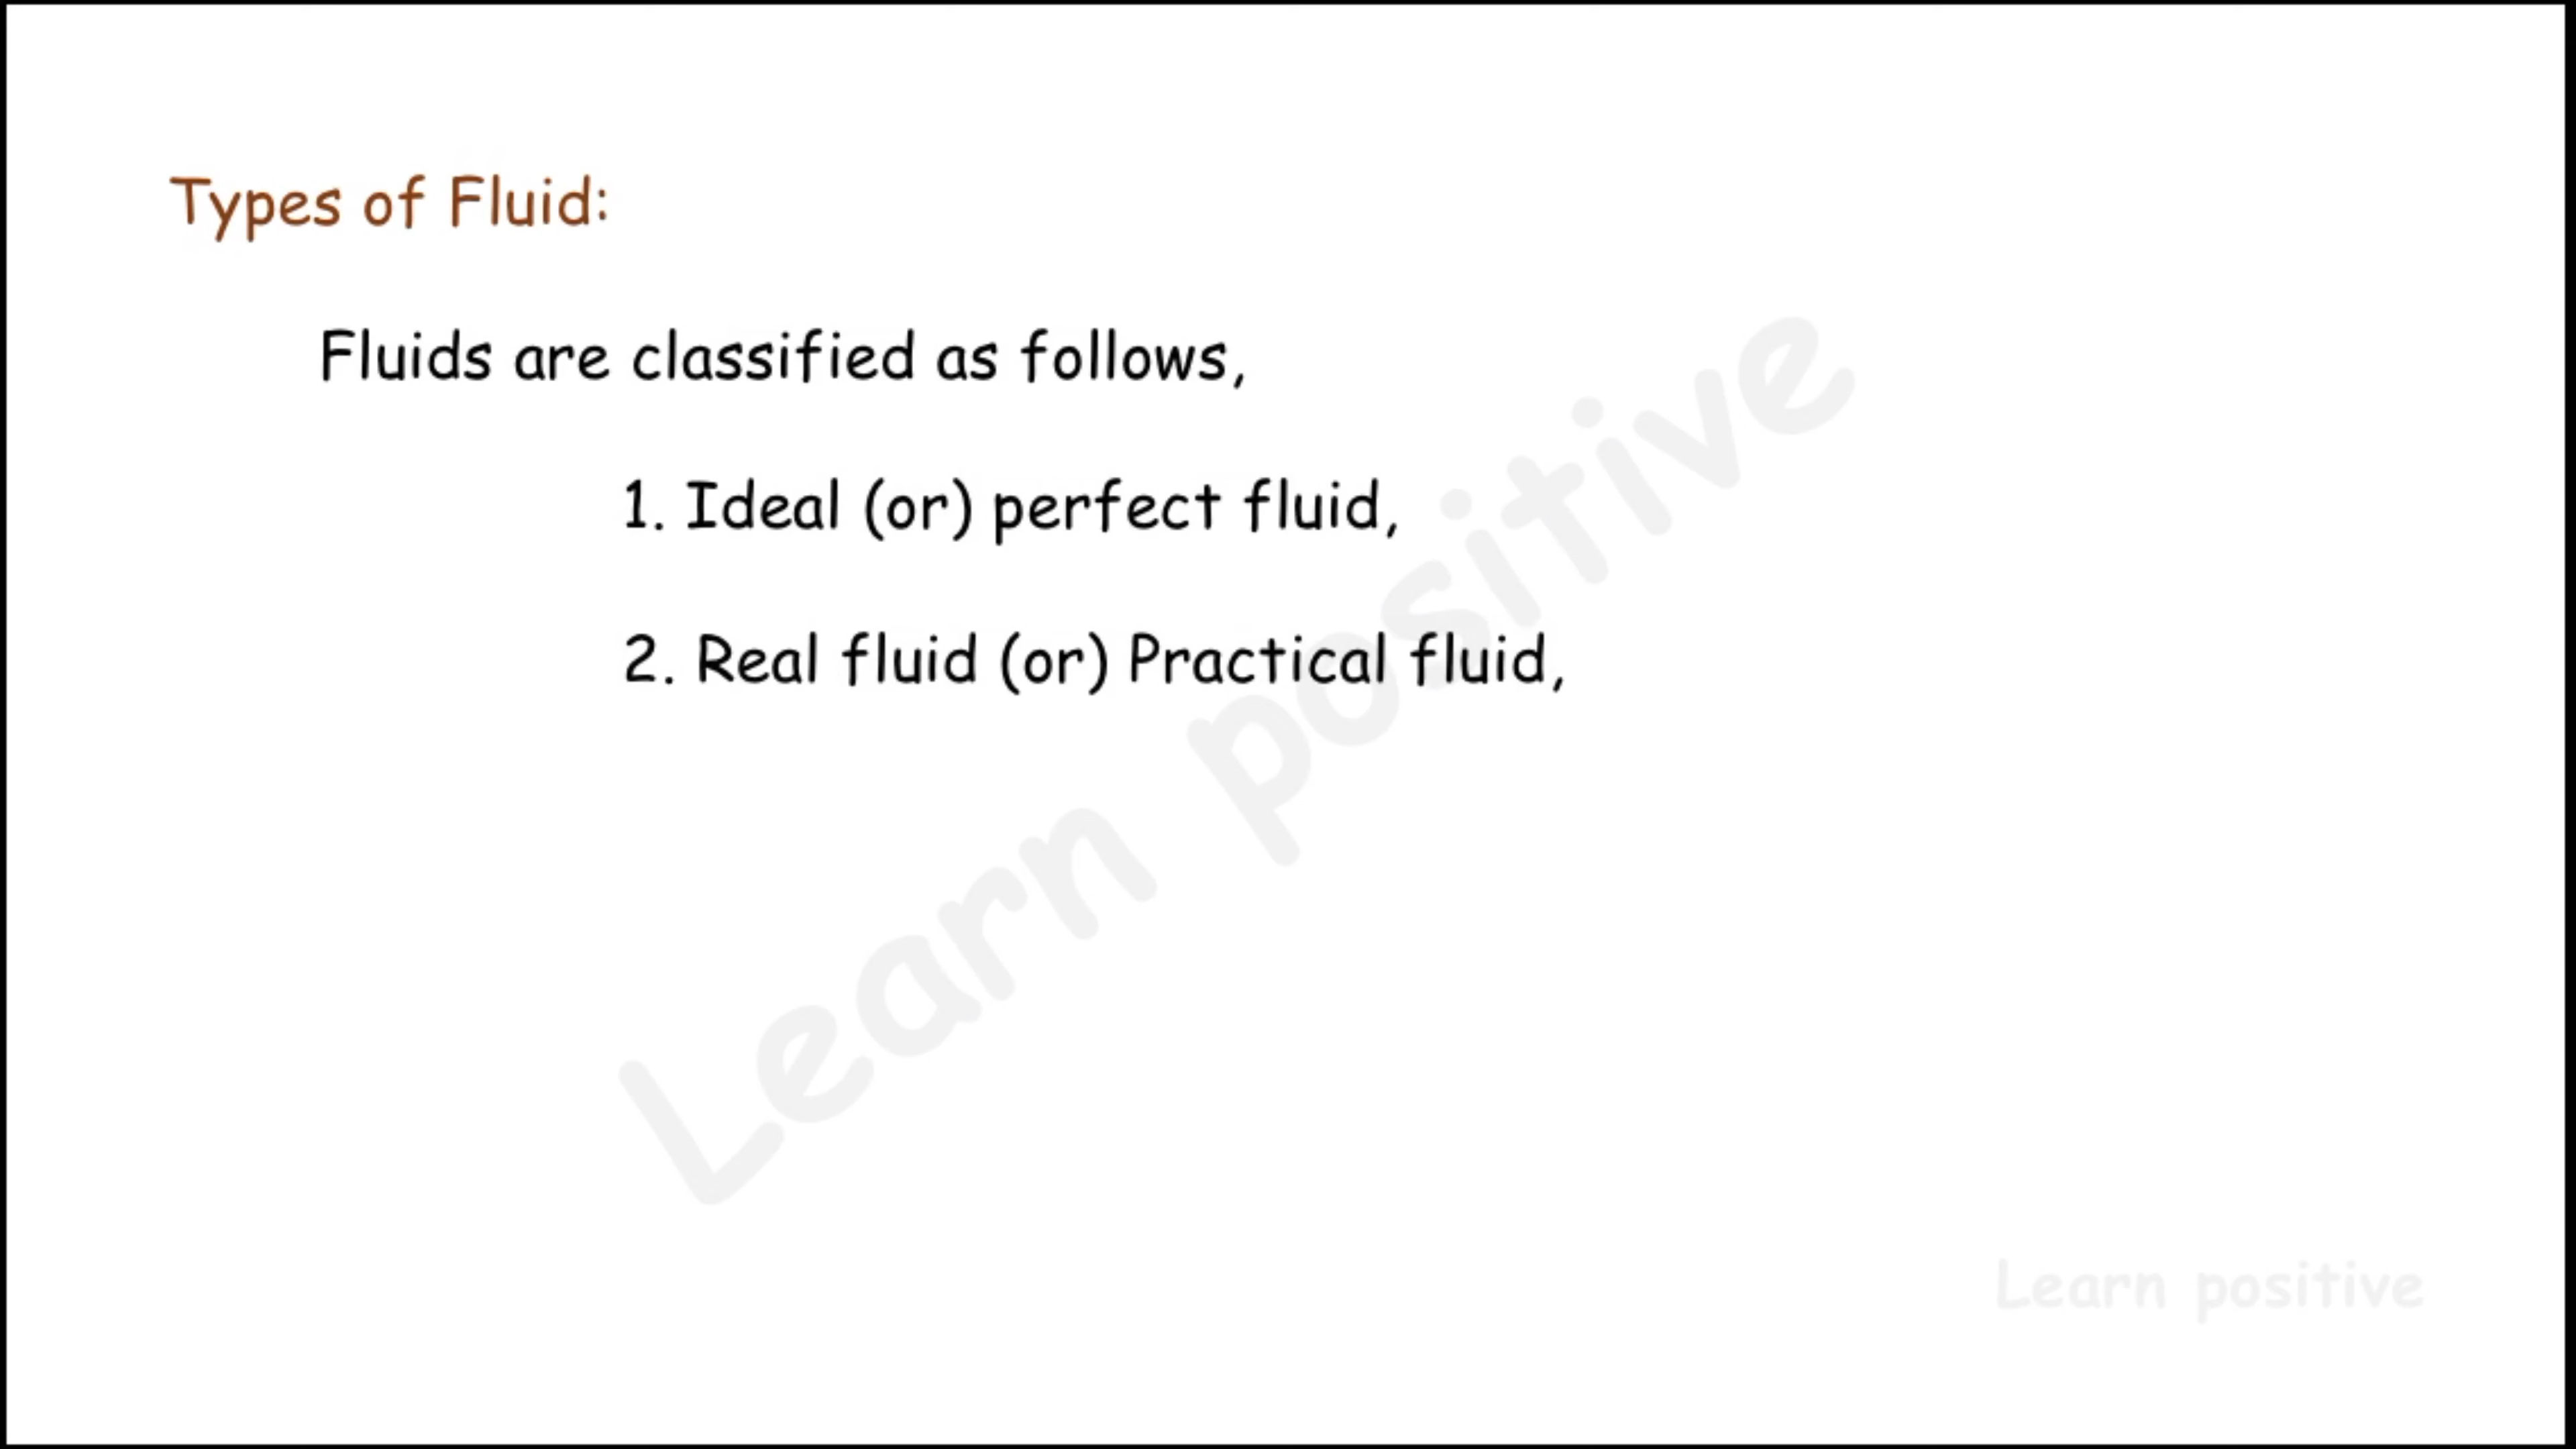 Types of Fluid:
Fluids are classified as follows,
1. Ideal (or) perfect fluid,
2. Real fluid (or) Practical fluid,
Learn positive
Learn positive